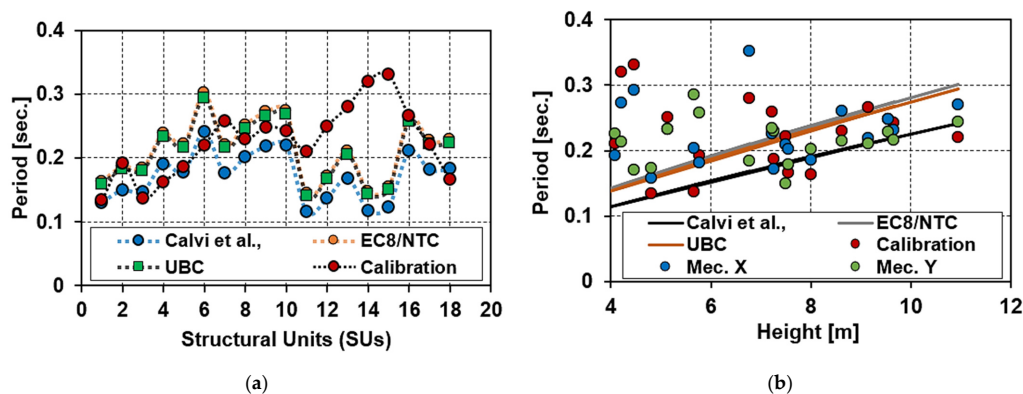 0.4
0.3
0.2
0.1
0
0 2 4 6 8 10 12 14 16 18 20
Period [sec.]
Structural Units (SUs)
Calvi et al., EC8/NTC
UBC Calibration
(a)
0.4
0.3
0.2
0.1
0
4 6 8 10 12
Period [sec.]
Height [m]
Calvi et al., EC8/NTC
UBC Calibration
Mec. X Mec. Y
(b)